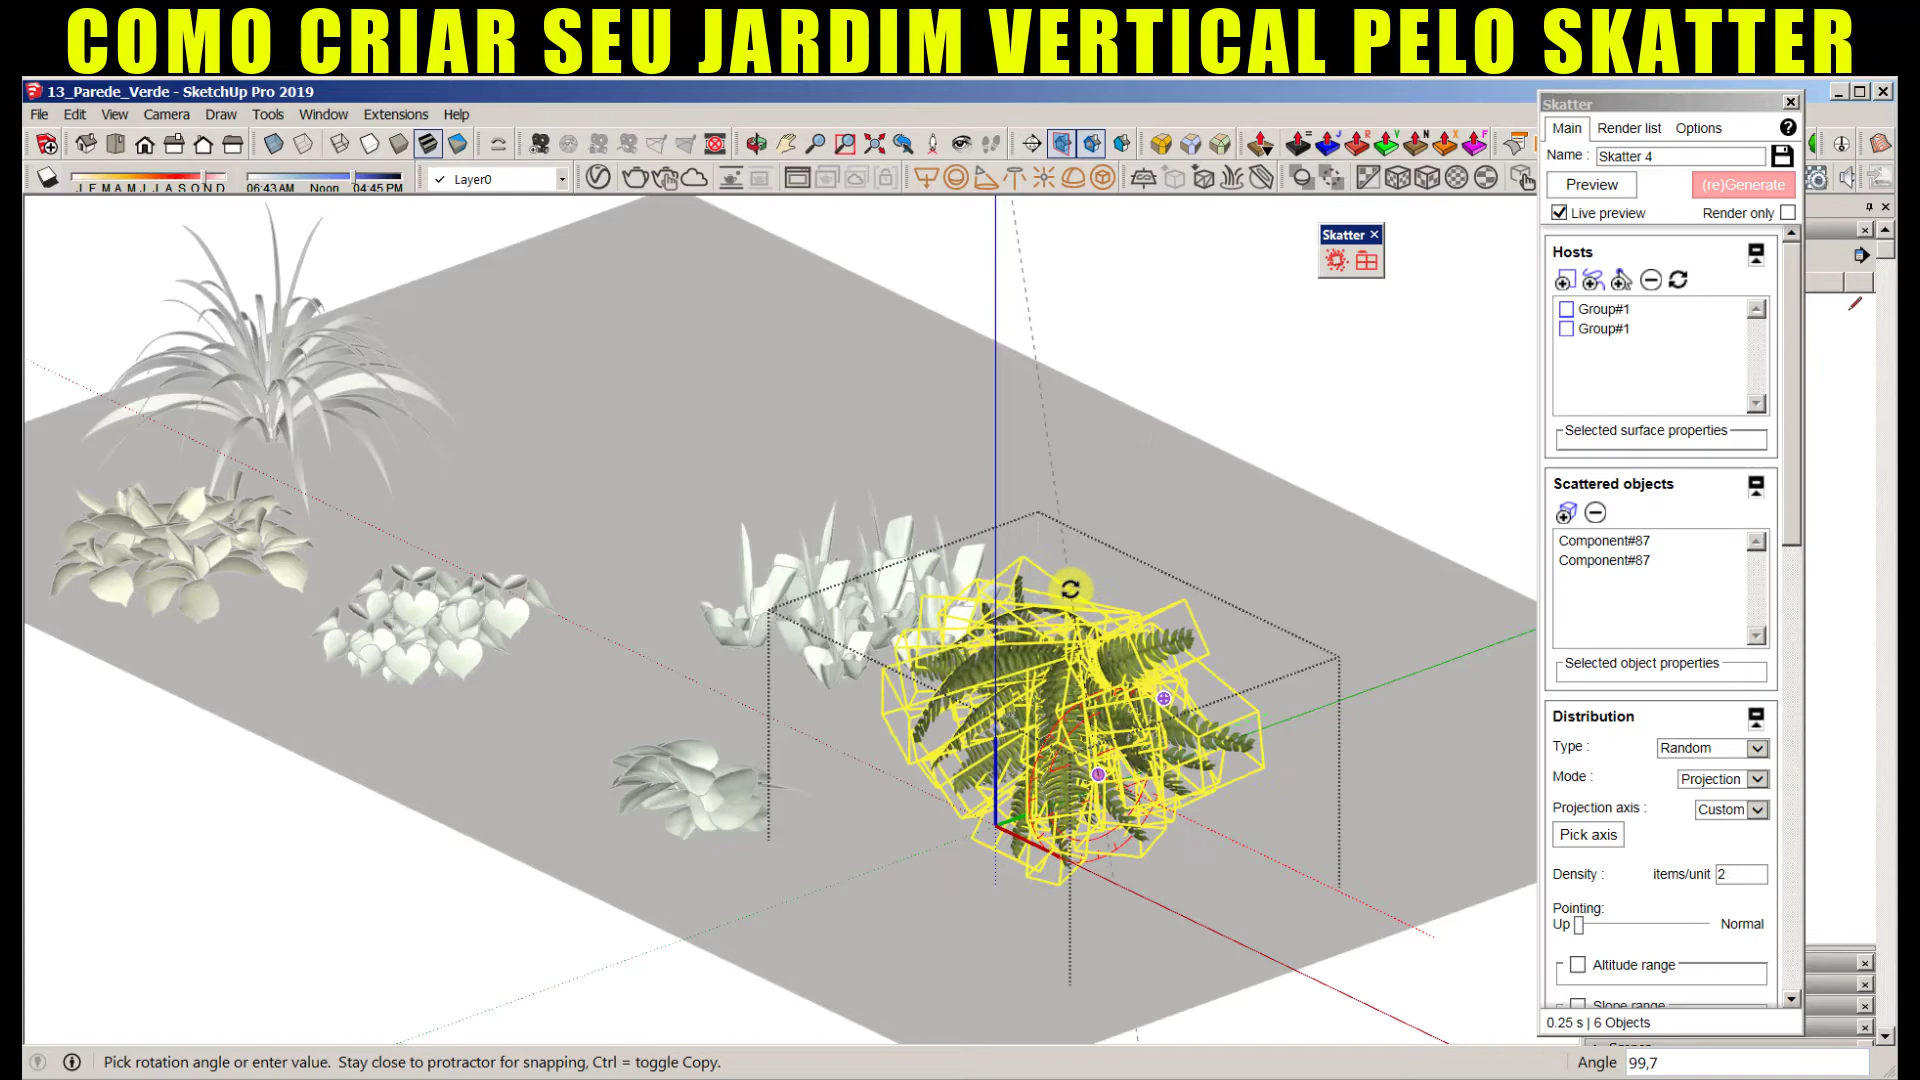 COMO CRIAR SEU JARDIM VERTICAL PELO SKATTER
13_Parede_Verde - SketchUp Pro 2019
File Edit View Camera Draw Tools Window Extensions Help
J F M A M J J A S O N D
06:43 AM Noon 04:45 PM
Layer0
Skatter
Skatter
Main Render list Options
Name : Skatter 4
Preview (re)Generate
Live preview Render only
Hosts
Group#1
Group#1
Selected surface properties
Scattered objects
Component#87
Component#87
Selected object properties
Distribution
Type : Random
Mode : Projection
Projection axis : Custom
Pick axis
Density : items/unit 2
Pointing:
Up Normal
Altitude range
Slope range
0.25 s | 6 Objects
Scenes
Pick rotation angle or enter value. Stay close to protractor for snapping, Ctrl = toggle Copy.
Angle 99,7